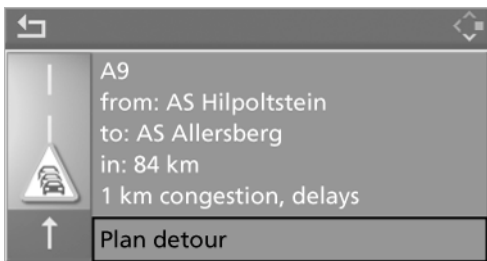 A9
from: AS Hilpoltstein
to: AS Allersberg
in: 84 km
1 km congestion, delays
Plan detour